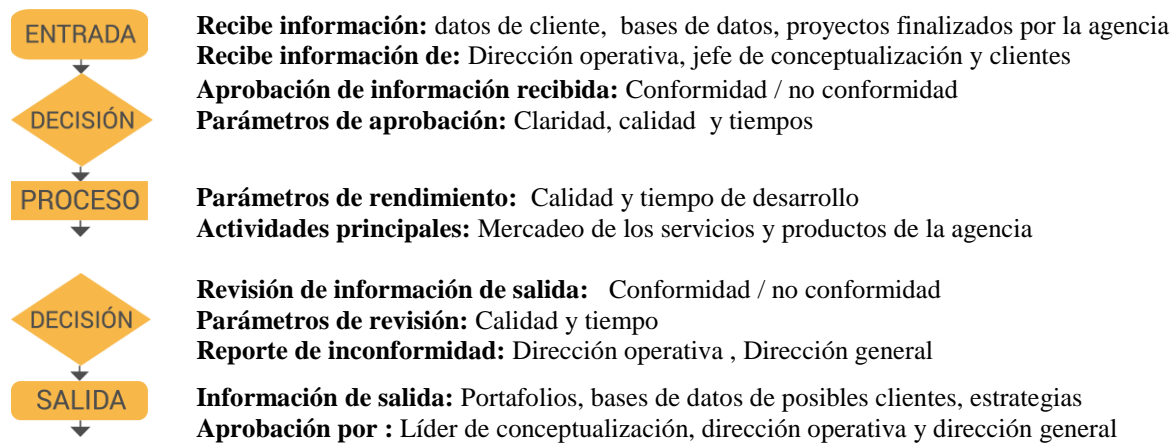 ENTRADA
Recibe información: datos de cliente, bases de datos, proyectos finalizados por la agencia
Recibe información de: Dirección operativa, jefe de conceptualización y clientes
DECISIÓN
Aprobación de información recibida: Conformidad / no conformidad
Parámetros de aprobación: Claridad, calidad y tiempos
PROCESO
Parámetros de rendimiento: Calidad y tiempo de desarrollo
Actividades principales: Mercadeo de los servicios y productos de la agencia
DECISIÓN
Revisión de información de salida: Conformidad / no conformidad
Parámetros de revisión: Calidad y tiempo
Reporte de inconformidad: Dirección operativa , Dirección general
SALIDA
Información de salida: Portafolios, bases de datos de posibles clientes, estrategias
Aprobación por : Líder de conceptualización, dirección operativa y dirección general